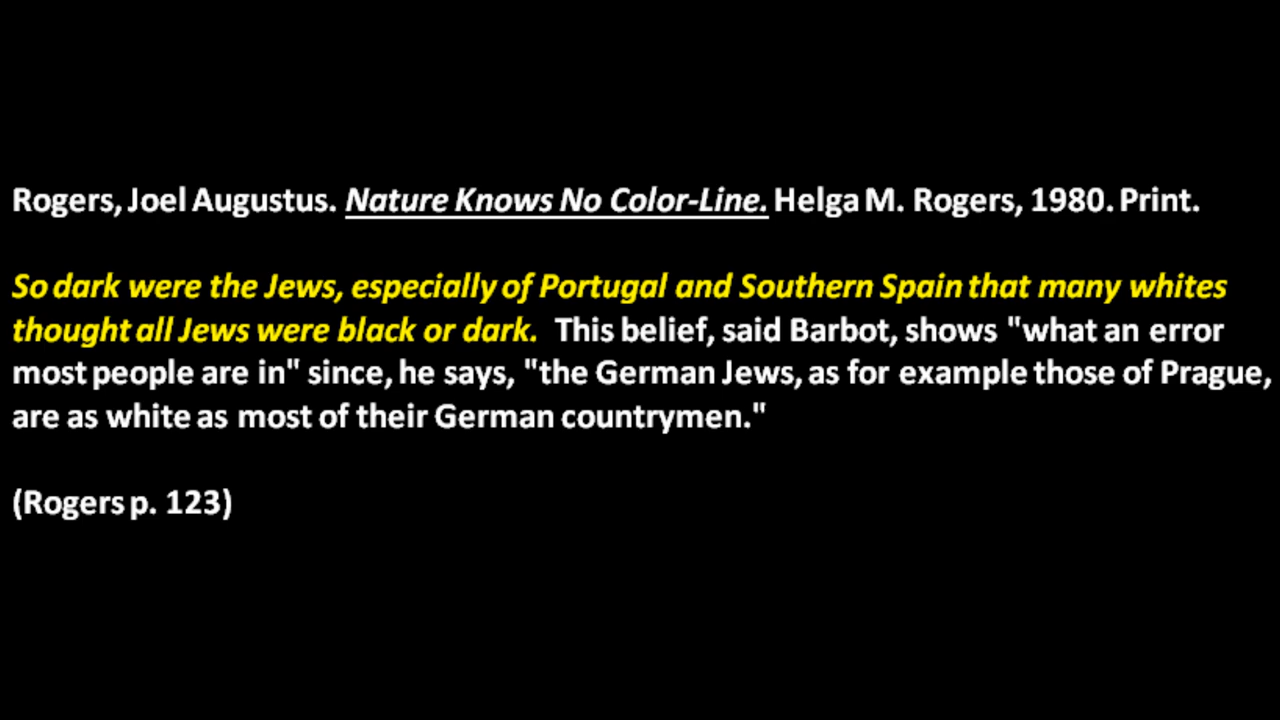 Rogers, Joel Augustus. Nature Knows No Color-Line. Helga M. Rogers, 1980. Print.
So dark were the Jews, especially of Portugal and Southern Spain that many whites
thought all Jews were black or dark. This belief, said Barbot, shows "what an error
most people are in" since, he says, "the German Jews, as for example those of Prague,
are as white as most of their German countrymen."
(Rogers p. 123)